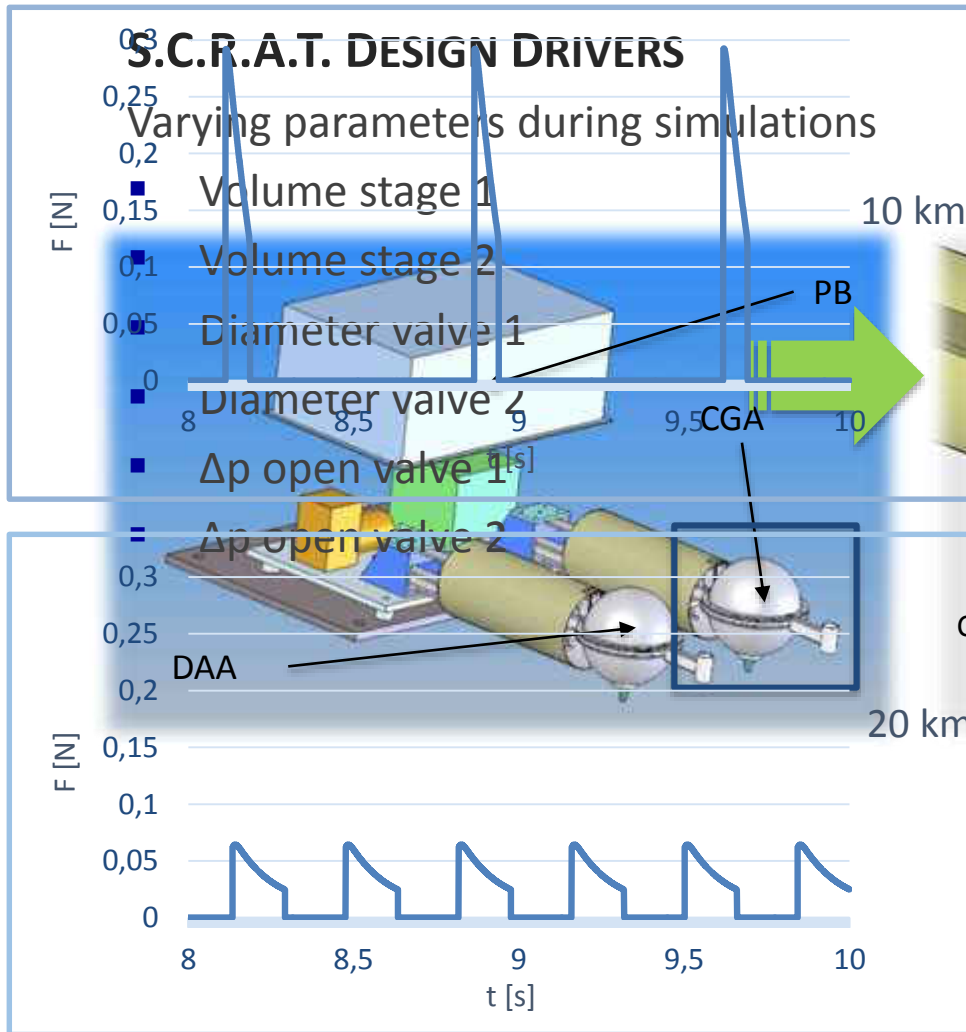 S.C.R.A.T. DESIGN DRIVERS
Varying parameters during simulations
▪ Volume stage 1
▪ Volume stage 2
▪ Diameter valve 1
▪ Diameter valve 2
▪ Δp open valve 1
▪ Δp open valve 2
0,3
0,25
0,2
0,15
0,1
0,05
0
F [N]
8
8,5
9
9,5
10
t [s]
10 km
PB
CGA
DAA
0,3
0,25
0,2
0,15
0,1
0,05
0
F [N]
8
8,5
9
9,5
10
t [s]
20 km